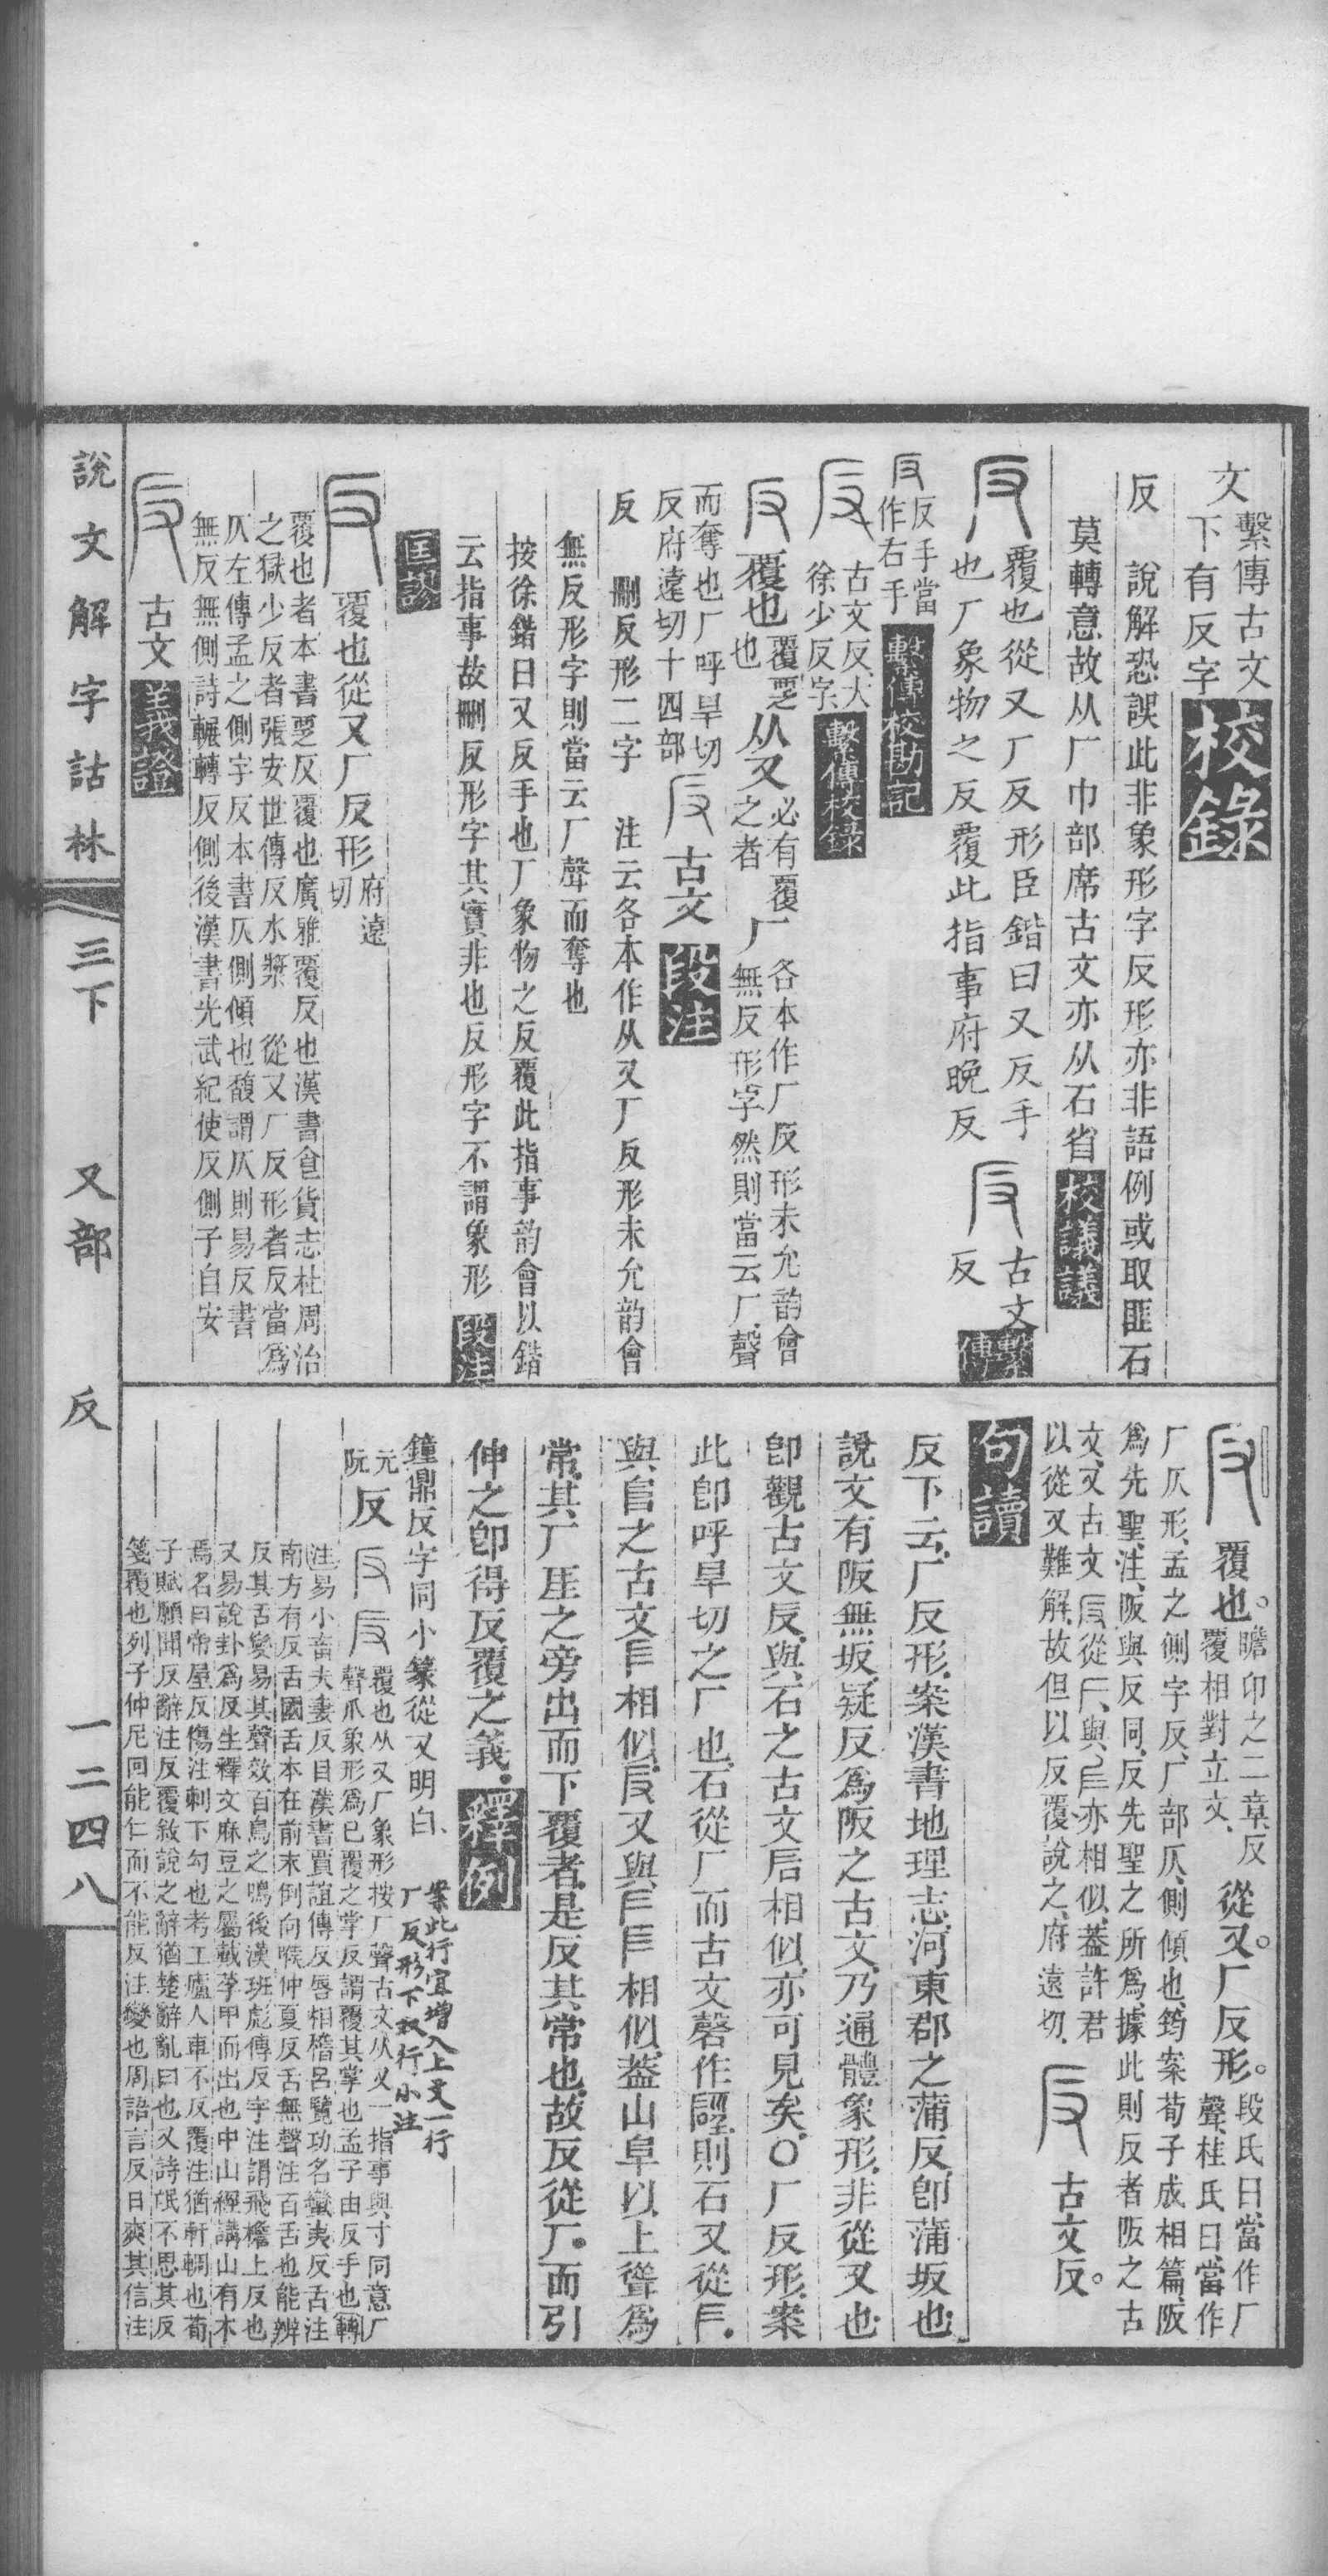 文 繫傳古文下有反字 校錄
反 說解恐誤此非象形字反形亦非語例或取匪石
莫轉意故从厂巾部席古文亦从石省 校議議
覆也從又厂反形臣鍇曰又反手
也厂象物之反覆此指事府晚反 古文反 繫傳
反手當作右手 繫傳校勘記
古文反大徐少反字 繫傳校錄
覆也 覆覂也 从又 必有覆之者 厂 各本作厂反形未允韵會無反形字然則當云厂聲
而奪也厂呼旱切反府遠切十四部 古文 段注
反 刪反形二字 注云各本作从又厂反形未允韵會
無反形字則當云厂聲而奪也
按徐鍇曰又反手也厂象物之反覆此指事韵會以鍇
云指事故刪反形字其實非也反形字不謂象形 段注
匡謬
覆也從又厂反形 府遠切
覆也者本書覂反覆也廣雅覆反也漢書食貨志杜周治
之獄少反者張安世傳反水漿 從又厂反形者反當爲
仄左傳孟之側字反本書仄側傾也馥謂仄則易反書
無反無側詩輾轉反側後漢書光武紀使反側子自安
古文 義證
覆也。瞻卬之二章反覆相對立文、從又。厂反形。段氏曰、當作厂聲、桂氏曰、當作
厂仄形、孟之側字反、厂部仄、側傾也、筠案荀子成相篇、阪
爲先聖、注、阪與反同、反先聖之所爲、據此則反者阪之古
文、又古文 從 與 亦相似、蓋許君
以從又難解、故但以反覆說之、府遠切、 古文反。
句讀
反下云、厂反形、案漢書地理志、河東郡之蒲反卽蒲坂也、
說文有阪無坂、疑反爲阪之古文、乃通體象形、非從又也、
卽觀古文反、與石之古文后相似、亦可見矣、〇厂反形、案
此卽呼旱切之厂也、石從厂而古文磬作 則石又從
與𠂤之古文 相似、 又與 相似、蓋山阜以上聳爲
常、其厂厓之旁出而下覆者、是反其常也、故反從厂、而引
伸之卽得反覆之義、 釋例
鐘鼎反字同小篆從又明白、 案此行宜增入上文一行厂反形下雙行小注
元阮 反 覆也从又厂象形按厂聲古文从又一指事與寸同意厂
聲爪象形爲已覆之掌反謂覆其掌也孟子由反手也轉
注易小畜夫妻反目漢書賈誼傳反唇相稽呂覽功名蠻夷反舌注
南方有反舌國舌本在前末倒向喉仲夏反舌無聲注百舌也能辨
反其舌變易其聲效百鳥之鳴後漢班彪傳反宇注謂飛檐上反也
又易說卦爲反生釋文麻豆之屬戴莩甲而出也中山經講山有木
焉名曰帝屋反傷注刺下勾也考工廬人車不反覆注猶軒輖也荀
子賦願聞反辭注反覆敘說之辭猶楚辭亂曰也又詩氓不思其反
箋覆也列子仲尼回能仁而不能反注變也周語言反日爽其信注
說文解字詁林 三下 又部 反 一二四八